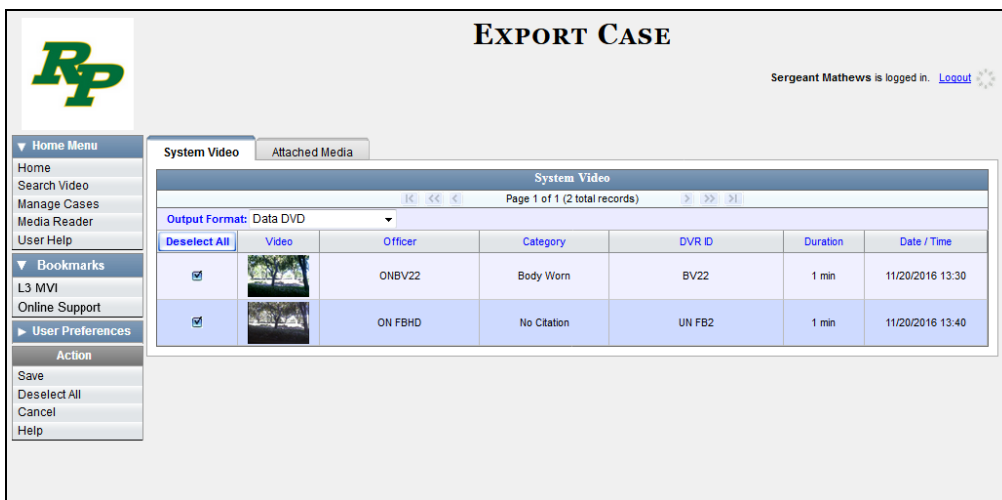 EXPORT CASE
RP
Sergeant Mathews is logged in. Logout
▼ Home Menu
Home
Search Video
Manage Cases
Media Reader
User Help
▼ Bookmarks
L3 MVI
Online Support
► User Preferences
Action
Save
Deselect All
Cancel
Help
System Video Attached Media
System Video
|< << < Page 1 of 1 (2 total records) > >> >|
Output Format: Data DVD
Deselect All Video Officer Category DVR ID Duration Date / Time
ONBV22 Body Worn BV22 1 min 11/20/2016 13:30
ON FBHD No Citation UN FB2 1 min 11/20/2016 13:40